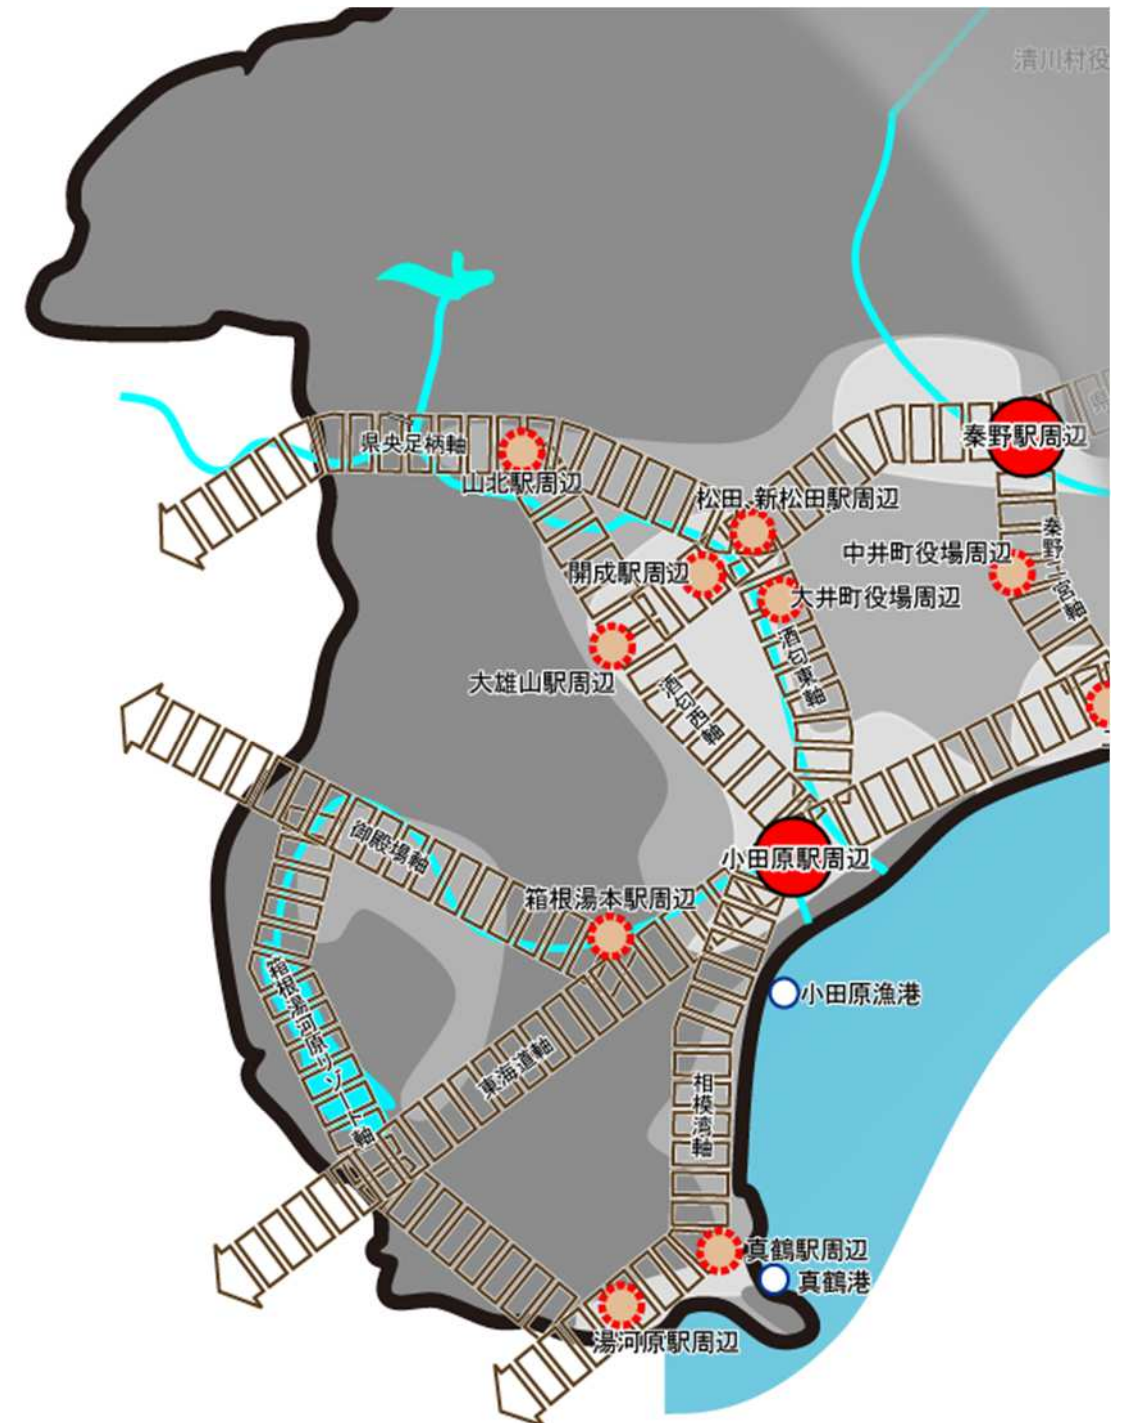 清川村役
県央足柄軸
秦野駅周辺
山北駅周辺
松田、新松田駅周辺
中井町役場周辺
秦野二宮軸
開成駅周辺
大井町役場周辺
酒匂東軸
大雄山駅周辺
酒匂西軸
御殿場軸
小田原駅周辺
箱根湯本駅周辺
箱根湯河原リゾート軸
小田原漁港
東海道軸
相模湾軸
真鶴駅周辺
真鶴港
湯河原駅周辺